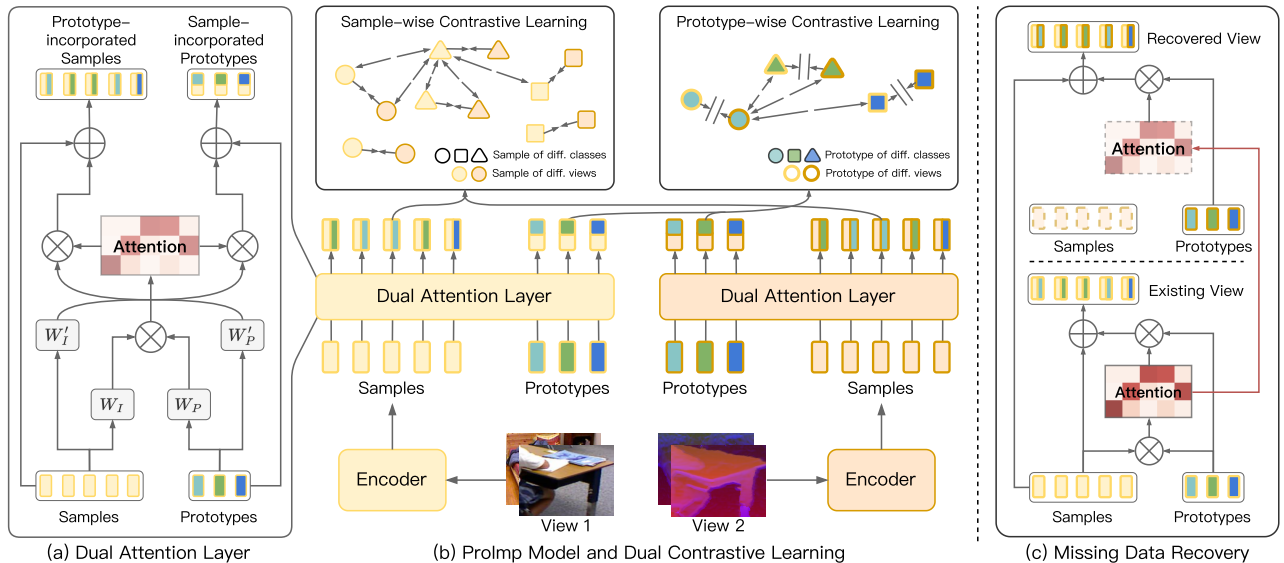 Prototype-
incorporated
Samples
Sample-
incorporated
Prototypes
Attention
W'_I
W'_P
W_I
W_P
Samples
Prototypes
(a) Dual Attention Layer
Sample-wise Contrastive Learning
Sample of diff. classes
Sample of diff. views
Prototype-wise Contrastive Learning
Prototype of diff. classes
Prototype of diff. views
Dual Attention Layer
Dual Attention Layer
Samples
Prototypes
Prototypes
Samples
Encoder
Encoder
View 1
View 2
(b) ProImp Model and Dual Contrastive Learning
Recovered View
Attention
Samples
Prototypes
Existing View
Attention
Samples
Prototypes
(c) Missing Data Recovery